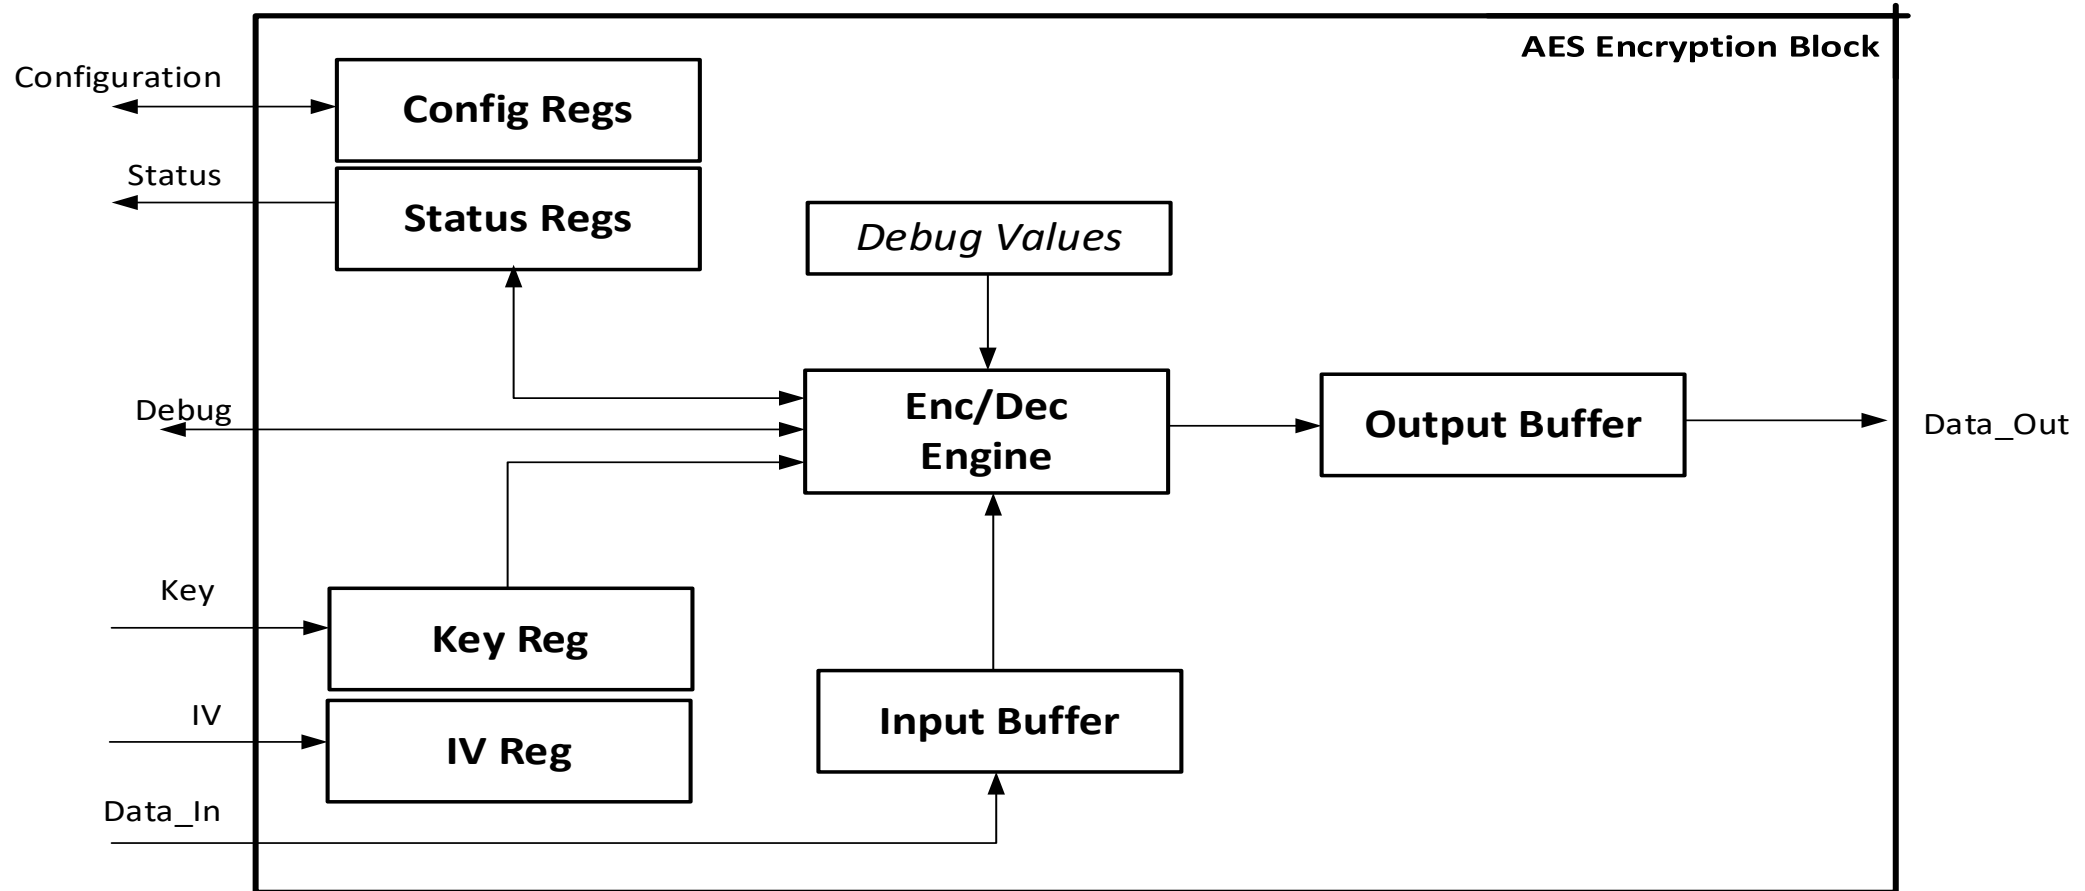 AES Encryption Block
Configuration
Config Regs
Status
Status Regs
Debug Values
Debug
Enc/Dec
Engine
Output Buffer
Data_Out
Key
Key Reg
IV
IV Reg
Input Buffer
Data_In